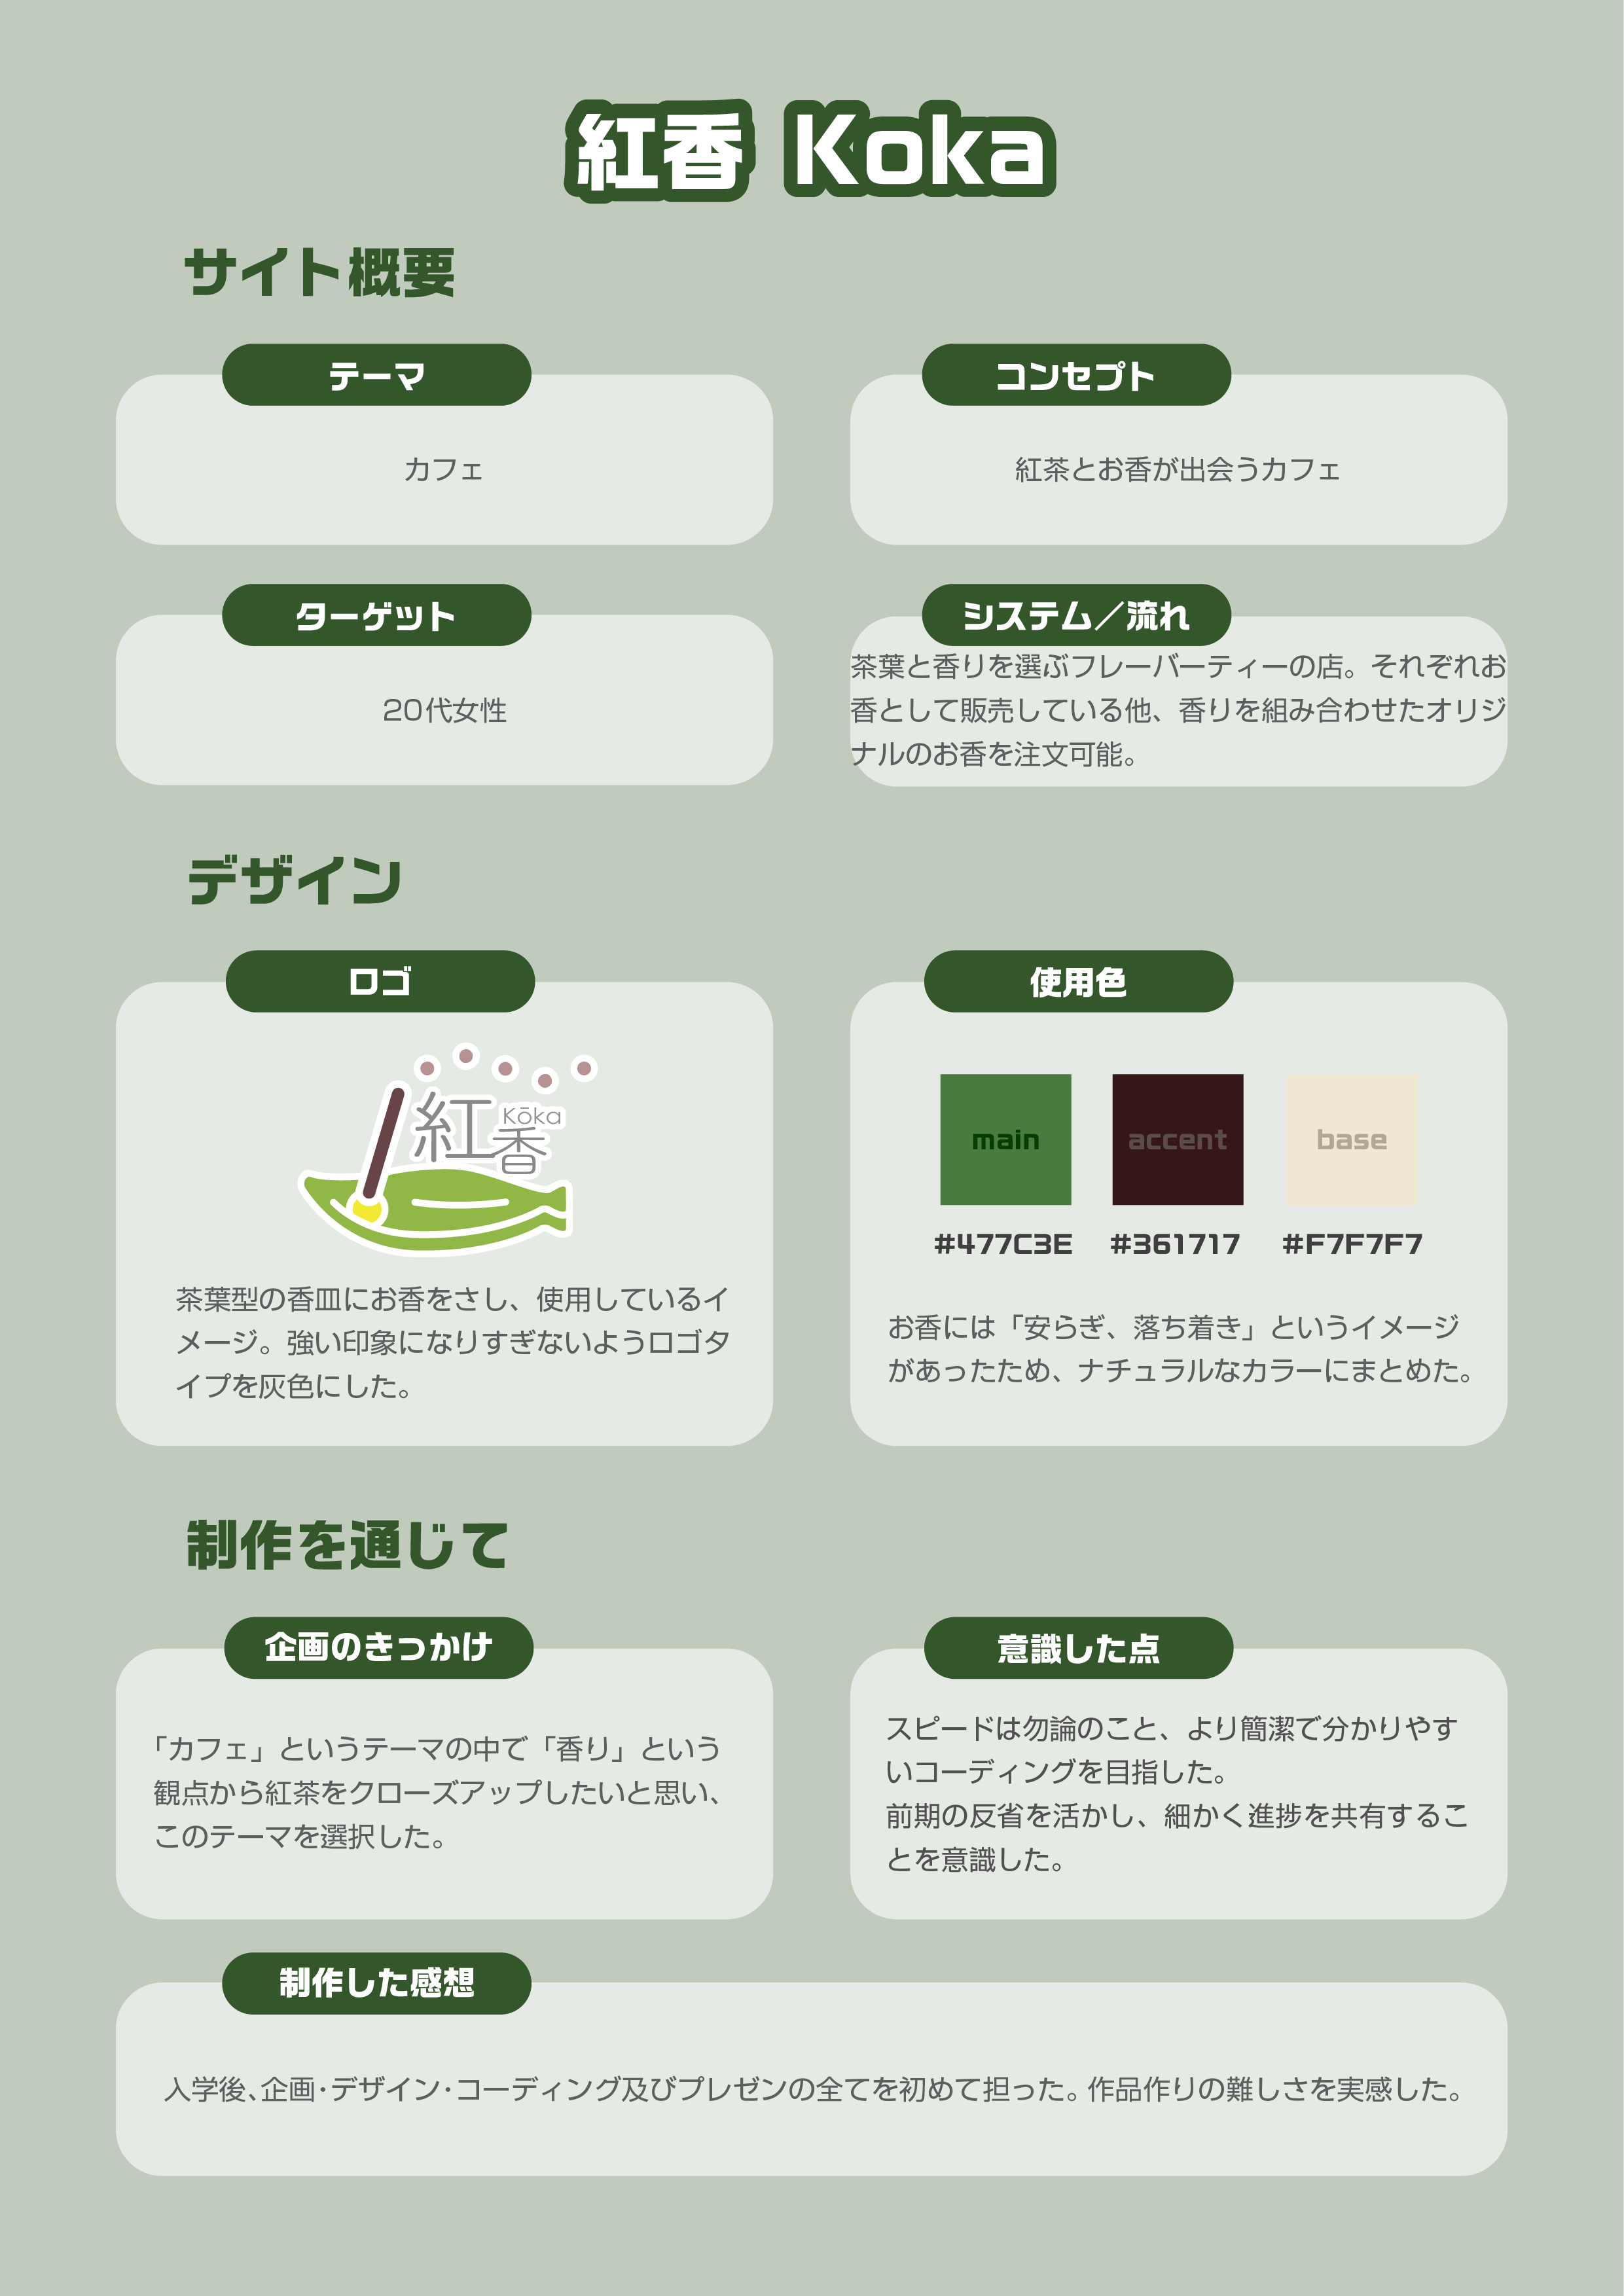 紅香 Koka
サイト概要
テーマ
カフェ
コンセプト
紅茶とお香が出会うカフェ
ターゲット
20代女性
システム／流れ
茶葉と香りを選ぶフレーバーティーの店。それぞれお
香として販売している他、香りを組み合わせたオリジ
ナルのお香を注文可能。
デザイン
ロゴ
紅香
Kōka
茶葉型の香皿にお香をさし、使用しているイ
メージ。強い印象になりすぎないようロゴタ
イプを灰色にした。
使用色
main
accent
base
#477C3E
#361717
#F7F7F7
お香には「安らぎ、落ち着き」というイメージ
があったため、ナチュラルなカラーにまとめた。
制作を通じて
企画のきっかけ
「カフェ」というテーマの中で「香り」という
観点から紅茶をクローズアップしたいと思い、
このテーマを選択した。
意識した点
スピードは勿論のこと、より簡潔で分かりやす
いコーディングを目指した。
前期の反省を活かし、細かく進捗を共有するこ
とを意識した。
制作した感想
入学後、企画・デザイン・コーディング及びプレゼンの全てを初めて担った。作品作りの難しさを実感した。